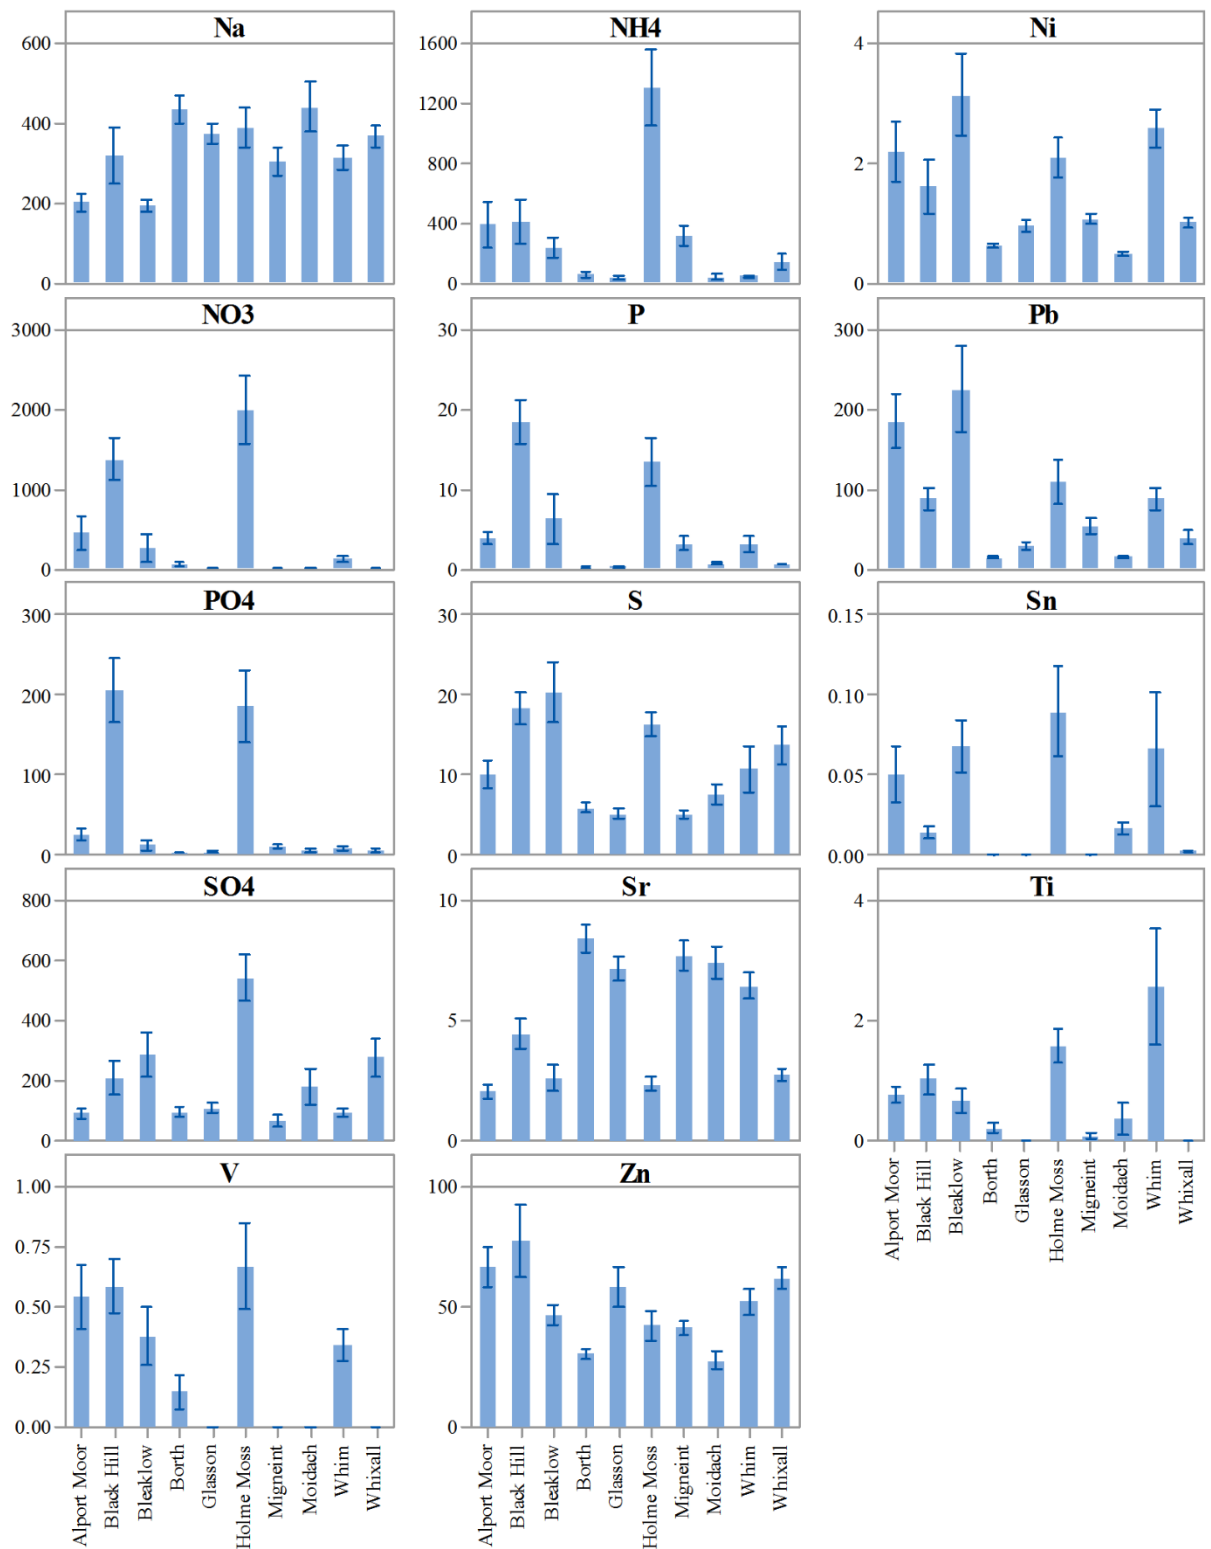 Na
NH4
Ni
600
400
200
0
1600
1200
800
400
0
4
2
0
NO3
P
Pb
3000
2000
1000
0
30
20
10
0
300
200
100
0
PO4
S
Sn
300
200
100
0
30
20
10
0
0.15
0.10
0.05
0.00
SO4
Sr
Ti
800
600
400
200
0
10
5
0
4
2
0
Alport Moor
Black Hill
Bleaklow
Borth
Glasson
Holme Moss
Migneint
Moidach
Whim
Whixall
V
Zn
1.00
0.75
0.50
0.25
0.00
100
50
0
Alport Moor
Black Hill
Bleaklow
Borth
Glasson
Holme Moss
Migneint
Moidach
Whim
Whixall
Alport Moor
Black Hill
Bleaklow
Borth
Glasson
Holme Moss
Migneint
Moidach
Whim
Whixall